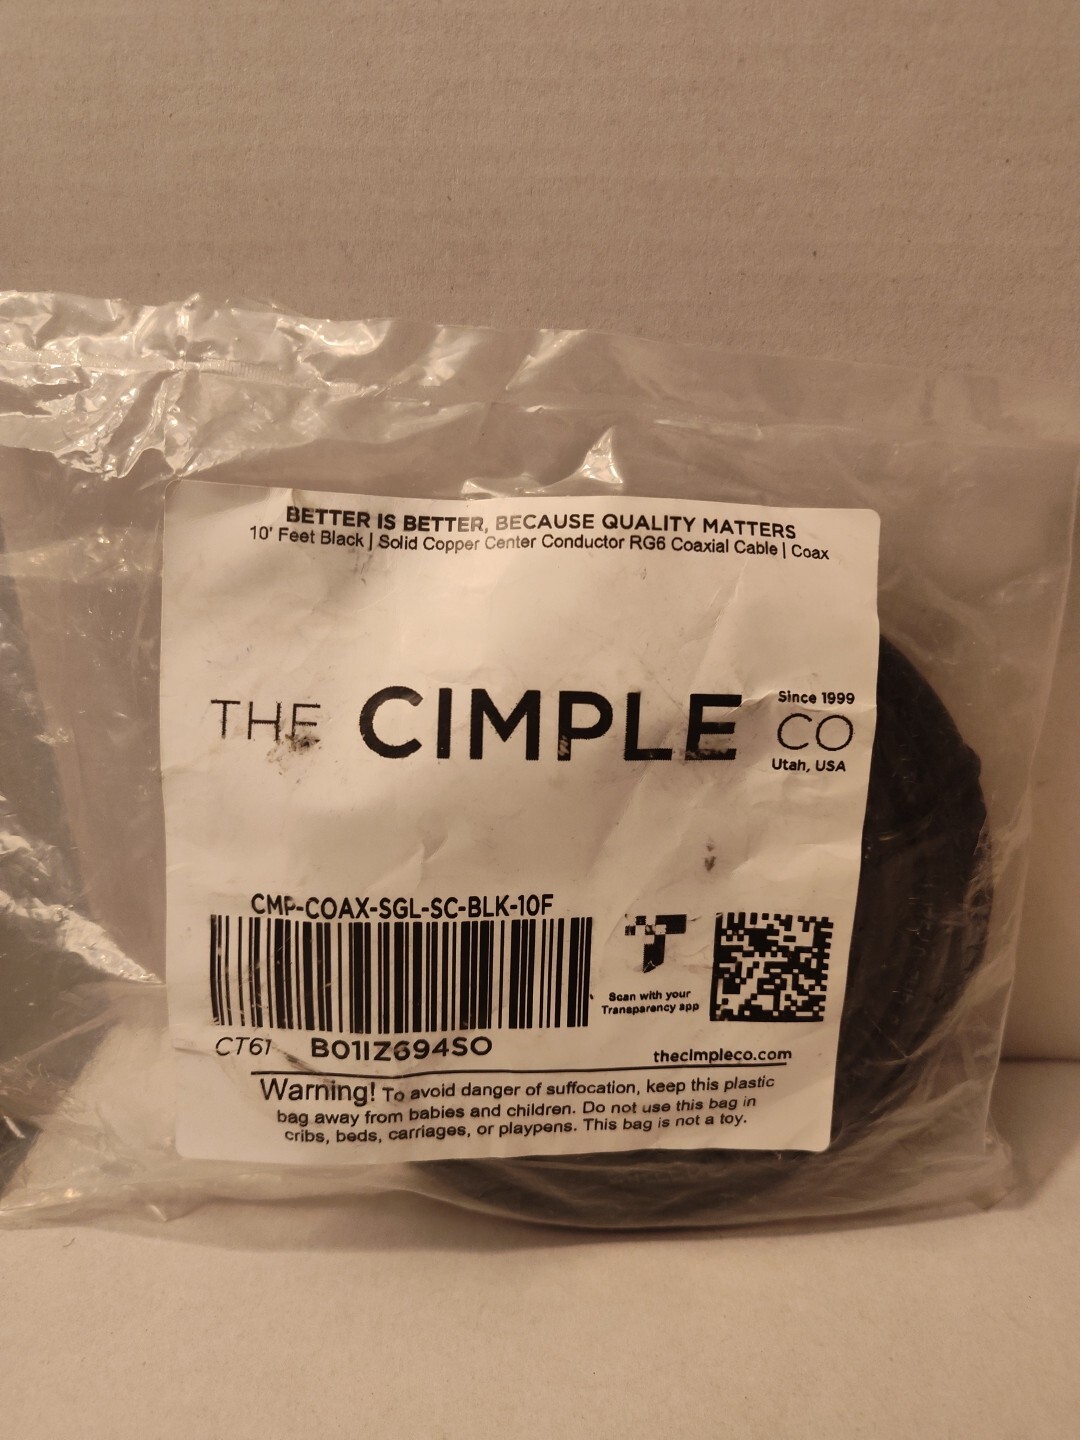 BETTER IS BETTER, BECAUSE QUALITY MATTERS
10' Feet Black | Solid Copper Center Conductor RG6 Coaxial Cable | Coax
THE CIMPLE CO
Since 1999
Utah, USA
CMP-COAX-SGL-SC-BLK-10F
Scan with your
Transparency app
CT61 B01IZ694SO
thecimpleco.com
Warning! To avoid danger of suffocation, keep this plastic
bag away from babies and children. Do not use this bag in
cribs, beds, carriages, or playpens. This bag is not a toy.